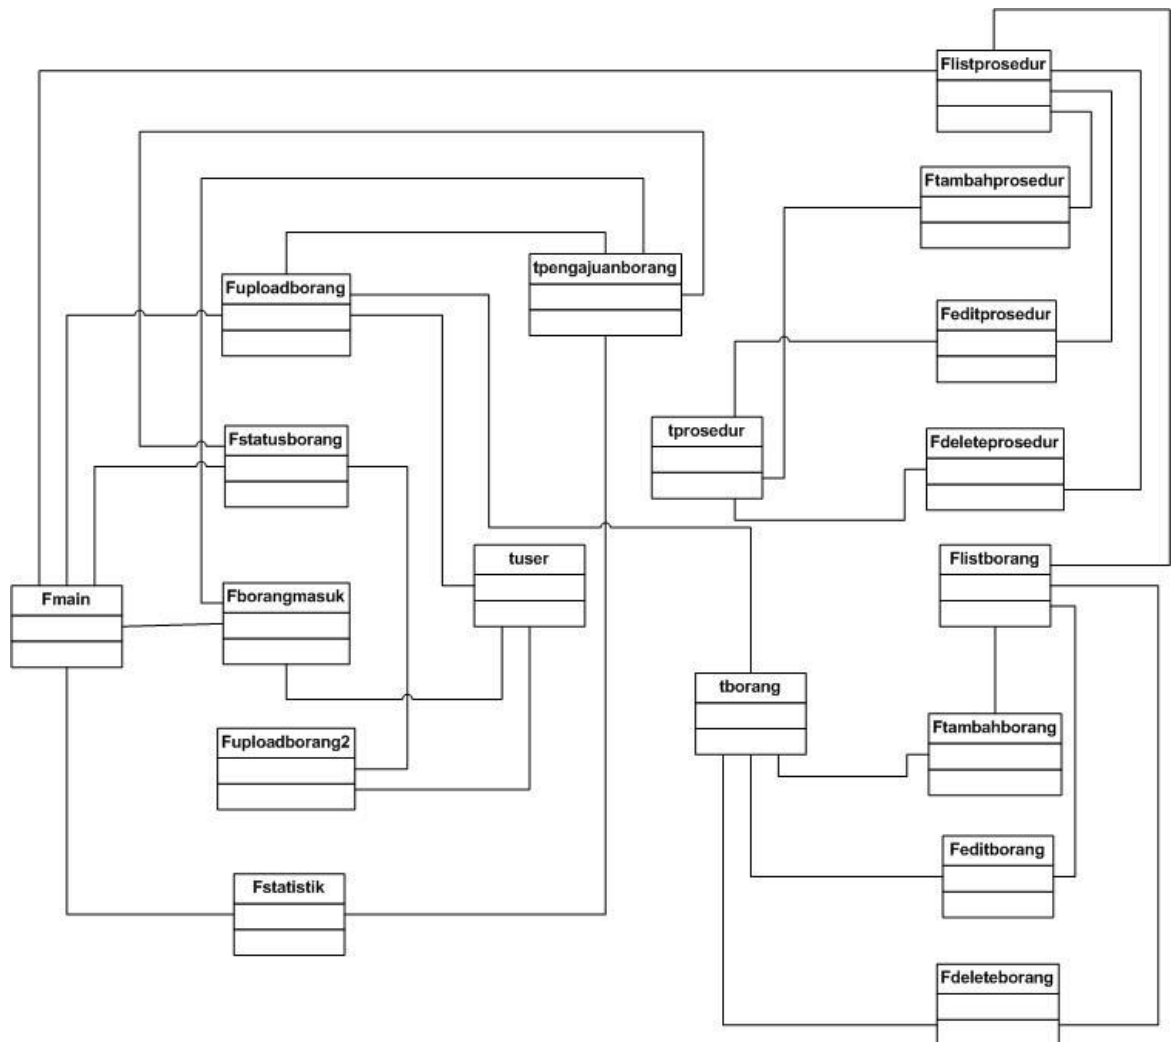 Flistprosedur
Ftambahprosedur
tpengajuanborang
Fuploadborang
Feditprosedur
tprosedur
Fstatusborang
Fdeleteprosedur
tuser
Flistborang
Fmain
Fborangmasuk
tborang
Ftambahborang
Fuploadborang2
Feditborang
Fstatistik
Fdeleteborang